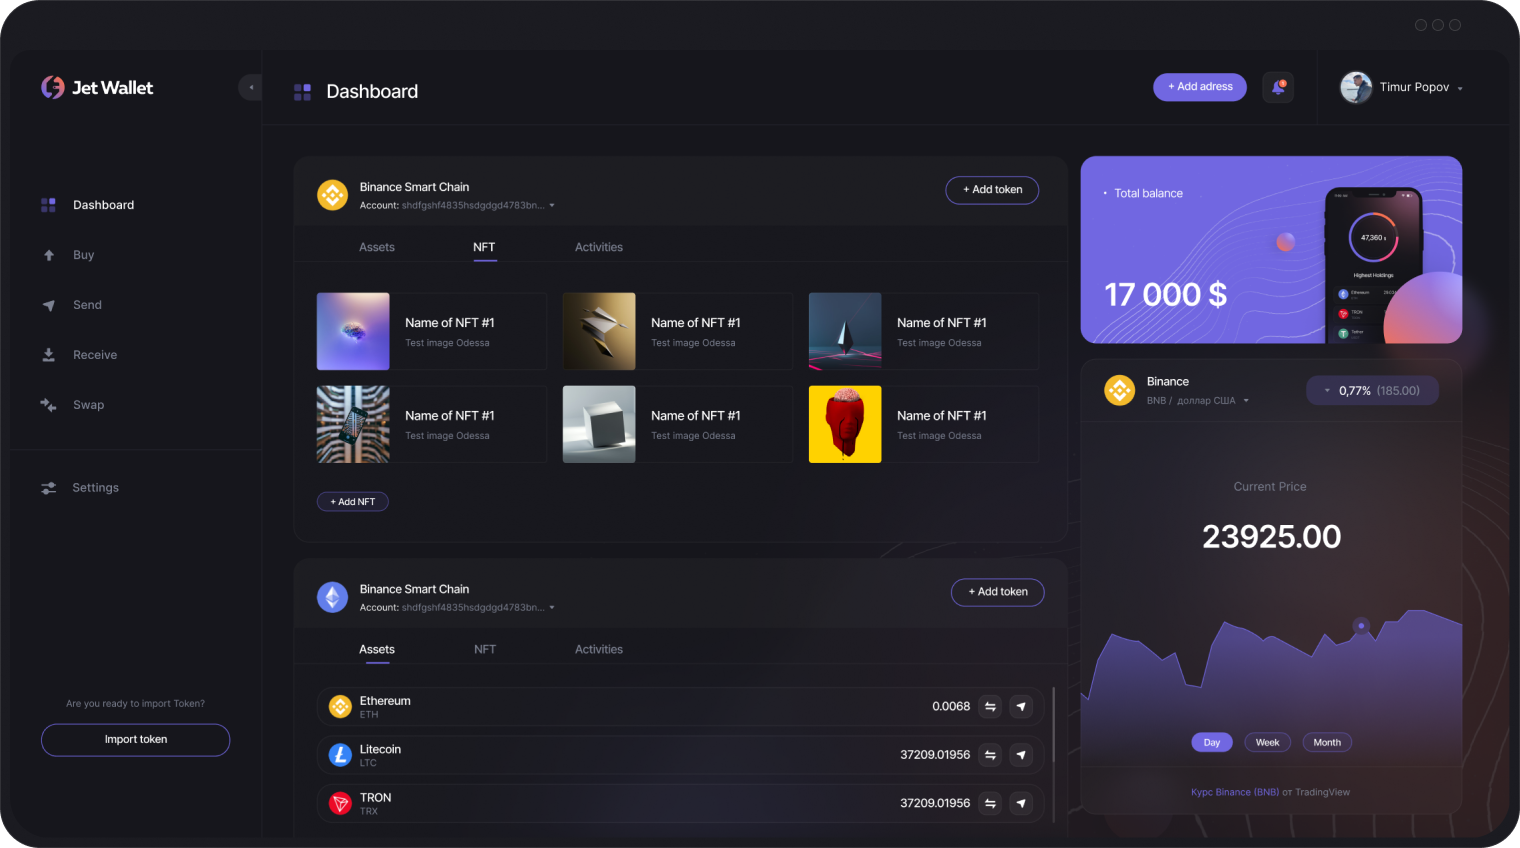 Jet Wallet
Dashboard
+ Add adress
Timur Popov
Dashboard
Buy
Send
Receive
Swap
Settings
Are you ready to import Token?
Import token
Binance Smart Chain
Account: shdfgshf4835hsdgdgd4783bn...
+ Add token
Assets
NFT
Activities
Name of NFT #1
Test image Odessa
Name of NFT #1
Test image Odessa
Name of NFT #1
Test image Odessa
Name of NFT #1
Test image Odessa
Name of NFT #1
Test image Odessa
Name of NFT #1
Test image Odessa
+ Add NFT
Binance Smart Chain
Account: shdfgshf4835hsdgdgd4783bn...
+ Add token
Assets
NFT
Activities
Ethereum
ETH
0.0068
Litecoin
LTC
37209.01956
TRON
TRX
37209.01956
Total balance
17 000 $
47,360 $
Highest Holdings
Ethereum
TRON
Tether
Binance
BNB / доллар США
0,77% (185.00)
Current Price
23925.00
Day
Week
Month
Курс Binance (BNB) от TradingView